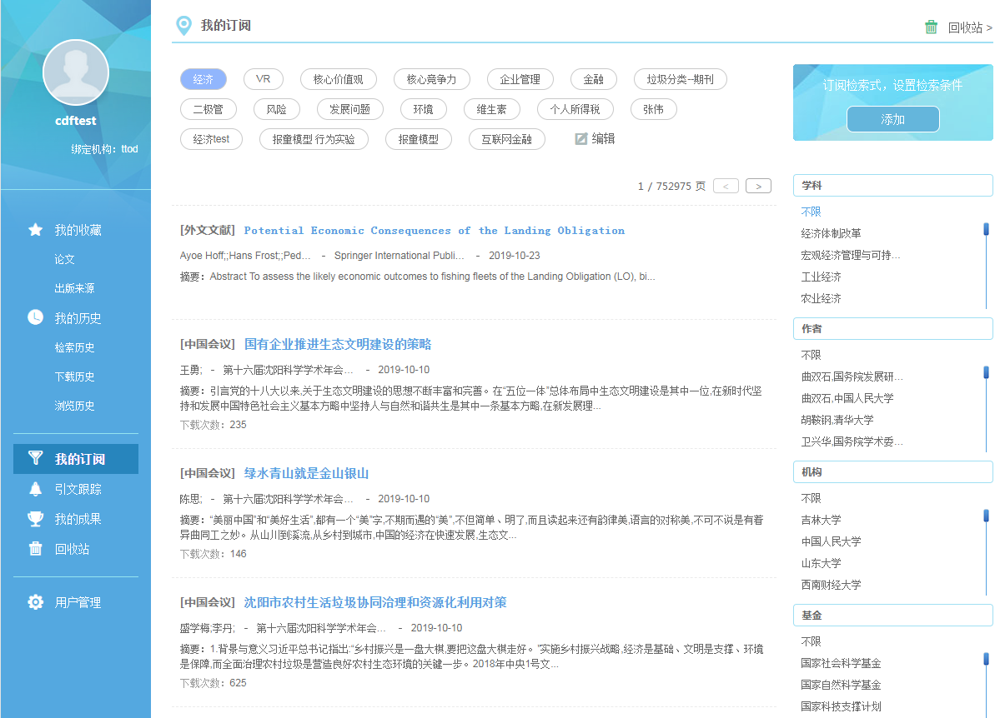 cdftest
绑定机构：ttod
我的收藏
论文
出版来源
我的历史
检索历史
下载历史
浏览历史
我的订阅
引文跟踪
我的成果
回收站
用户管理
我的订阅
回收站 >
经济 VR 核心价值观 核心竞争力 企业管理 金融 垃圾分类--期刊
二极管 风险 发展问题 环境 维生素 个人所得税 张伟
经济test 报童模型 行为实验 报童模型 互联网金融 编辑
1 / 752975 页 < >
[外文文献] Potential Economic Consequences of the Landing Obligation
Ayoe Hoff;;Hans Frost;;Ped... - Springer International Publi... - 2019-10-23
摘要：Abstract To assess the likely economic outcomes to fishing fleets of the Landing Obligation (LO), bi...
[中国会议] 国有企业推进生态文明建设的策略
王勇; - 第十六届沈阳科学学术年会... - 2019-10-10
摘要：引言党的十八大以来,关于生态文明建设的思想不断丰富和完善。在“五位一体”总体布局中生态文明建设是其中一位,在新时代坚
持和发展中国特色社会主义基本方略中坚持人与自然和谐共生是其中一条基本方略,在新发展理...
下载次数：235
[中国会议] 绿水青山就是金山银山
陈思; - 第十六届沈阳科学学术年会... - 2019-10-10
摘要：“美丽中国”和“美好生活”,都有一个“美”字,不期而遇的“美”,不但简单、明了,而且读起来还有韵律美,语言的对称美,不可不说是有着
异曲同工之妙。从山川到溪流,从乡村到城市,中国的经济在快速发展,生态文...
下载次数：146
[中国会议] 沈阳市农村生活垃圾协同治理和资源化利用对策
盛学梅;李丹; - 第十六届沈阳科学学术年会... - 2019-10-10
摘要：1.背景与意义习近平总书记指出:“乡村振兴是一盘大棋,要把这盘大棋走好。”实施乡村振兴战略,经济是基础、文明是支撑、环境
是保障,而全面治理农村垃圾是营造良好农村生态环境的关键一步。2018年中央1号文...
下载次数：625
订阅检索式，设置检索条件
添加
学科
不限
经济体制改革
宏观经济管理与可持...
工业经济
农业经济
作者
不限
曲双石,国务院发展研...
曲双石,中国人民大学
胡鞍钢,清华大学
卫兴华,国务院学术委...
机构
不限
吉林大学
中国人民大学
山东大学
西南财经大学
基金
不限
国家社会科学基金
国家自然科学基金
国家科技支撑计划